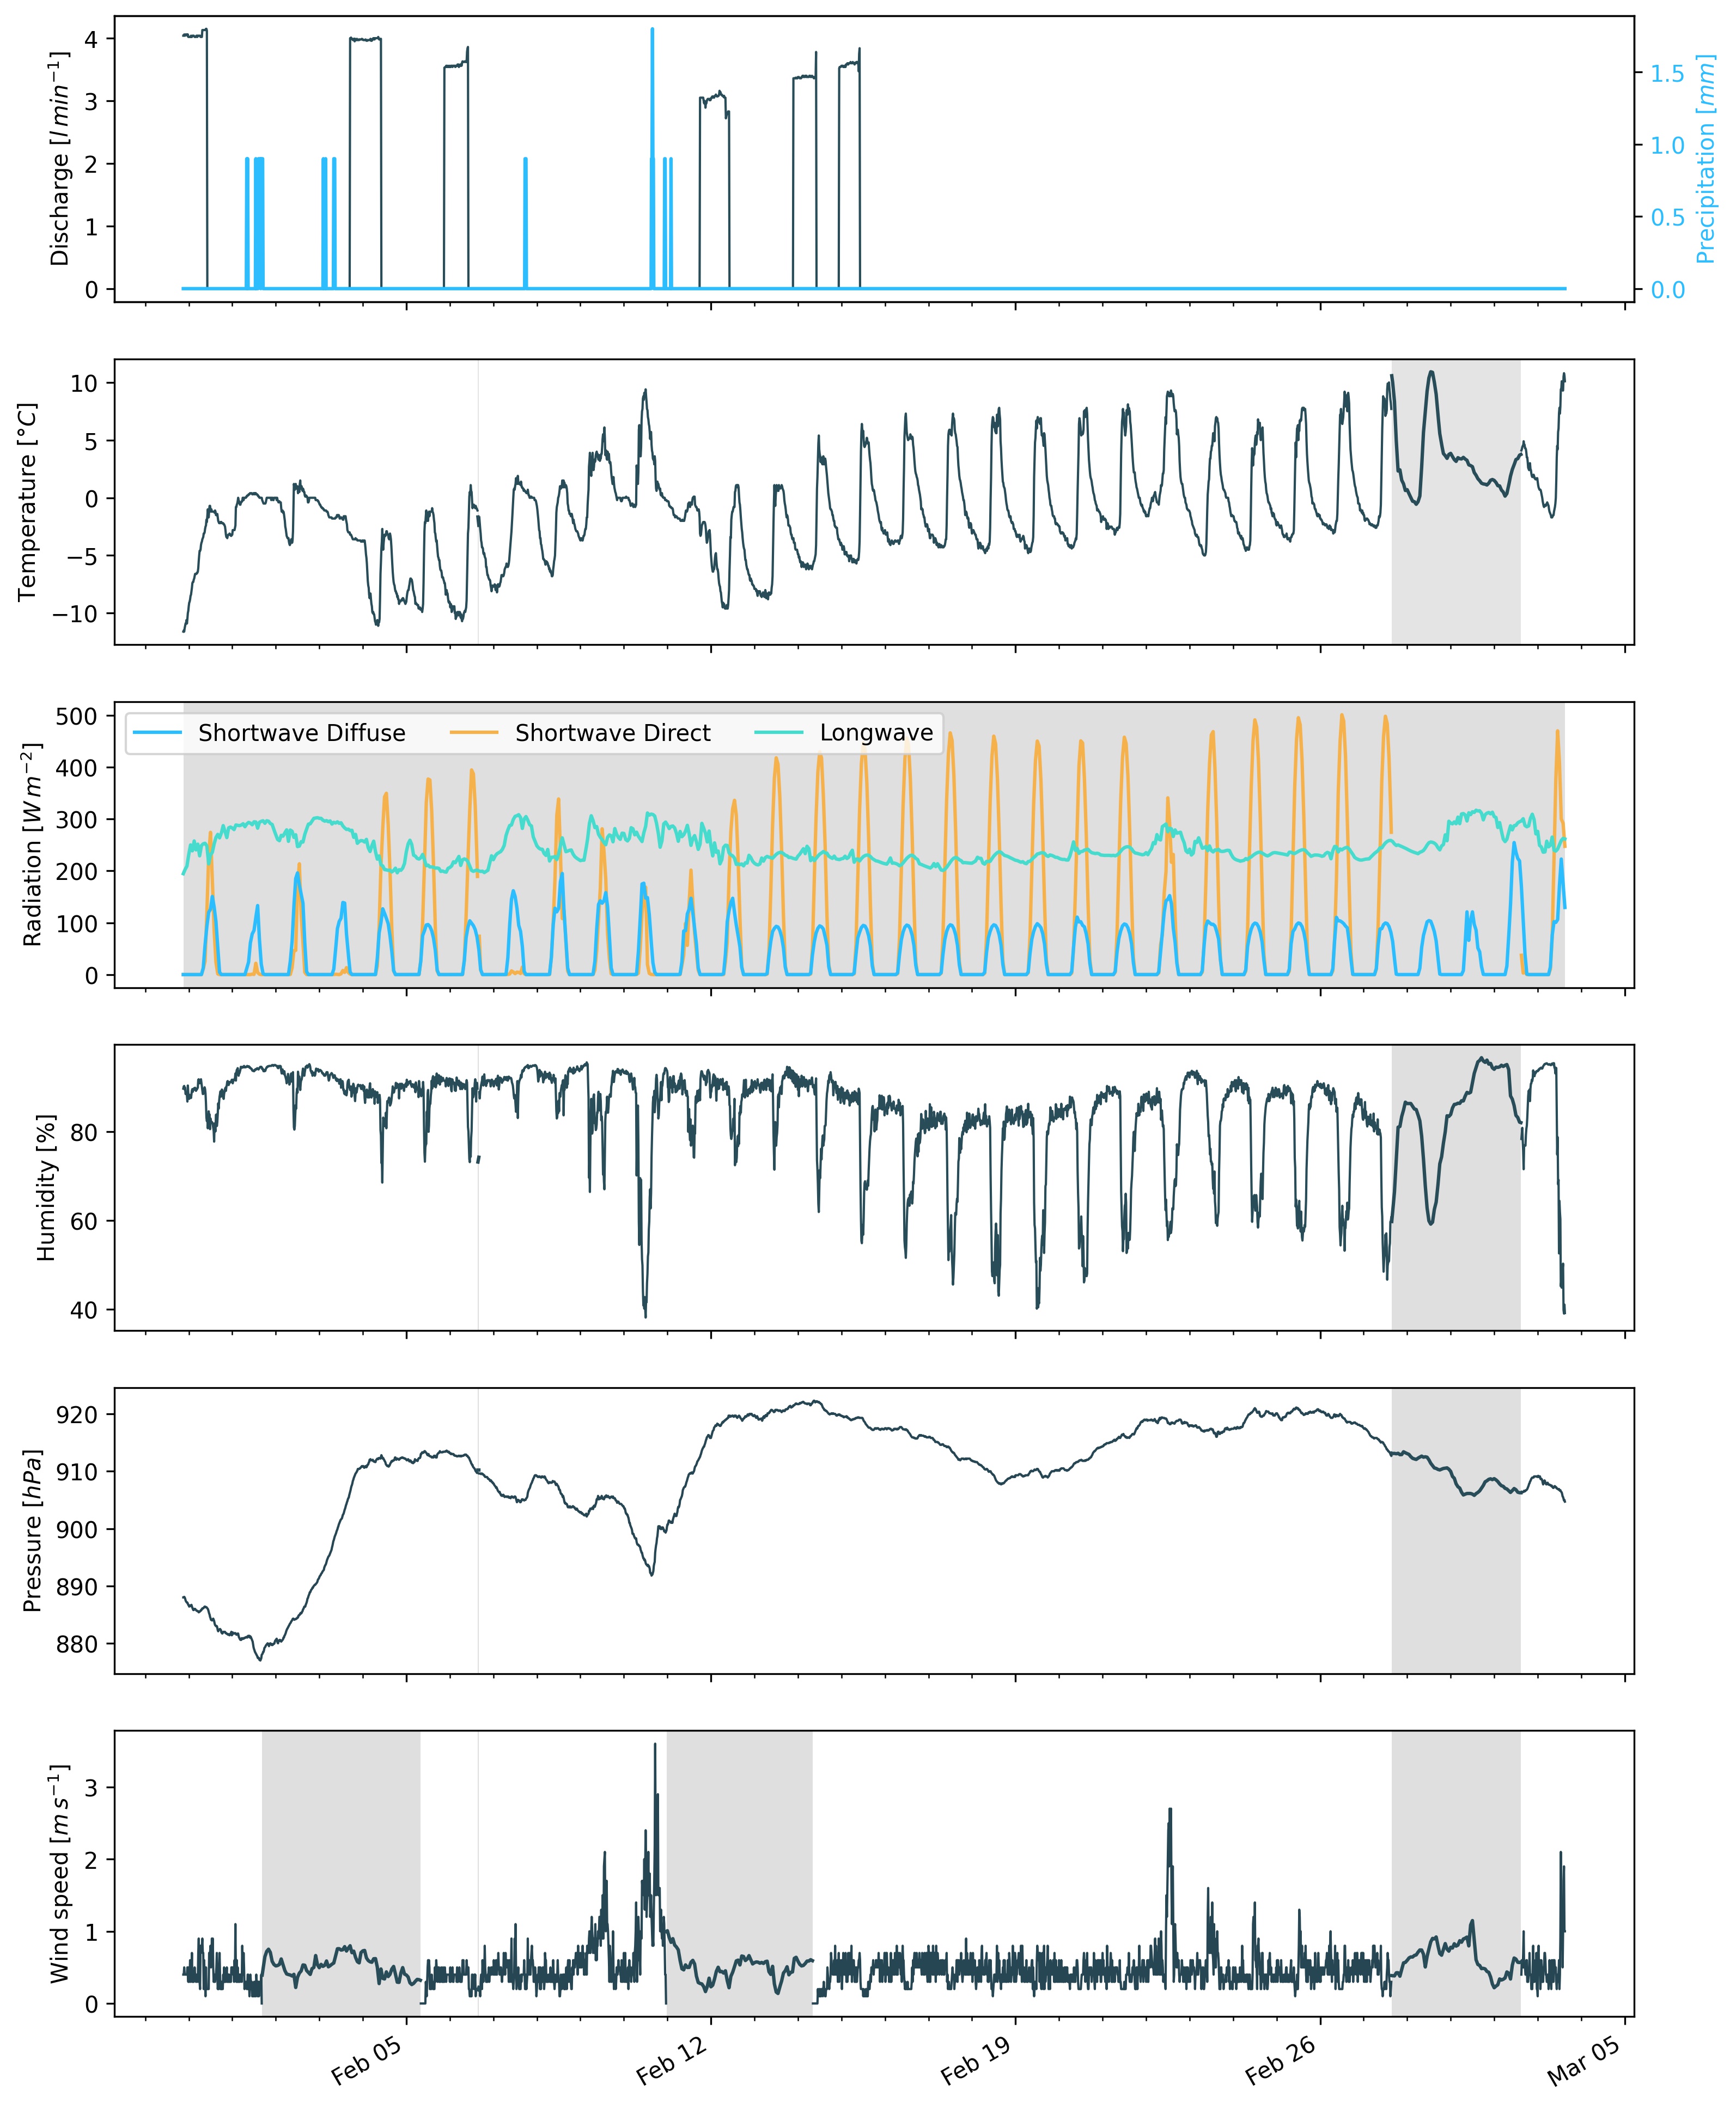 4
3
2
1
0
Discharge [l min⁻¹]
1.5
1.0
0.5
0.0
Precipitation [mm]
10
5
0
−5
−10
Temperature [°C]
500
400
300
200
100
0
Radiation [W m⁻²]
Shortwave Diffuse
Shortwave Direct
Longwave
80
60
40
Humidity [%]
920
910
900
890
880
Pressure [hPa]
3
2
1
0
Wind speed [m s⁻¹]
Feb 05
Feb 12
Feb 19
Feb 26
Mar 05